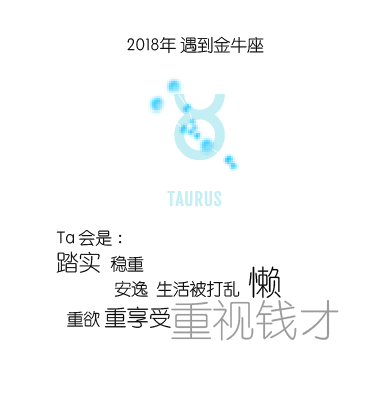 2018年 遇到金牛座
TAURUS
Ta 会是：
踏实 稳重
安逸 生活被打乱 懒
重欲 重享受 重视钱才